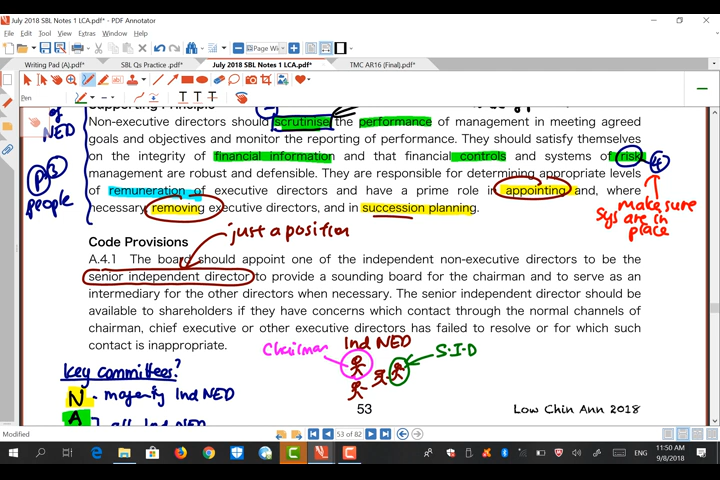 July 2018 SBL Notes 1 LCA.pdf* - PDF Annotator
File Edit Tool View Extras Window Help
Page Wi
Writing Pad (A).pdf* SBL Qs Practice .pdf* July 2018 SBL Notes 1 LCA.pdf* TMC AR16 (Final).pdf*
Pen
Supporting Principle
of
NED
Non-executive directors should scrutinise the performance of management in meeting agreed
goals and objectives and monitor the reporting of performance. They should satisfy themselves
on the integrity of financial information and that financial controls and systems of risk
management are robust and defensible. They are responsible for determining appropriate levels
of remuneration of executive directors and have a prime role in appointing and, where
necessary, removing executive directors, and in succession planning.
people
make sure
sys are in
place
just a position
Code Provisions
A.4.1 The board should appoint one of the independent non-executive directors to be the
senior independent director to provide a sounding board for the chairman and to serve as an
intermediary for the other directors when necessary. The senior independent director should be
available to shareholders if they have concerns which contact through the normal channels of
chairman, chief executive or other executive directors has failed to resolve or for which such
contact is inappropriate.
Chairman Ind NED S.I.D
Key committees?
N - majority Ind NED
A
all Ind NED
53 Low Chin Ann 2018
Modified 53 of 82
11:50 AM
9/8/2018